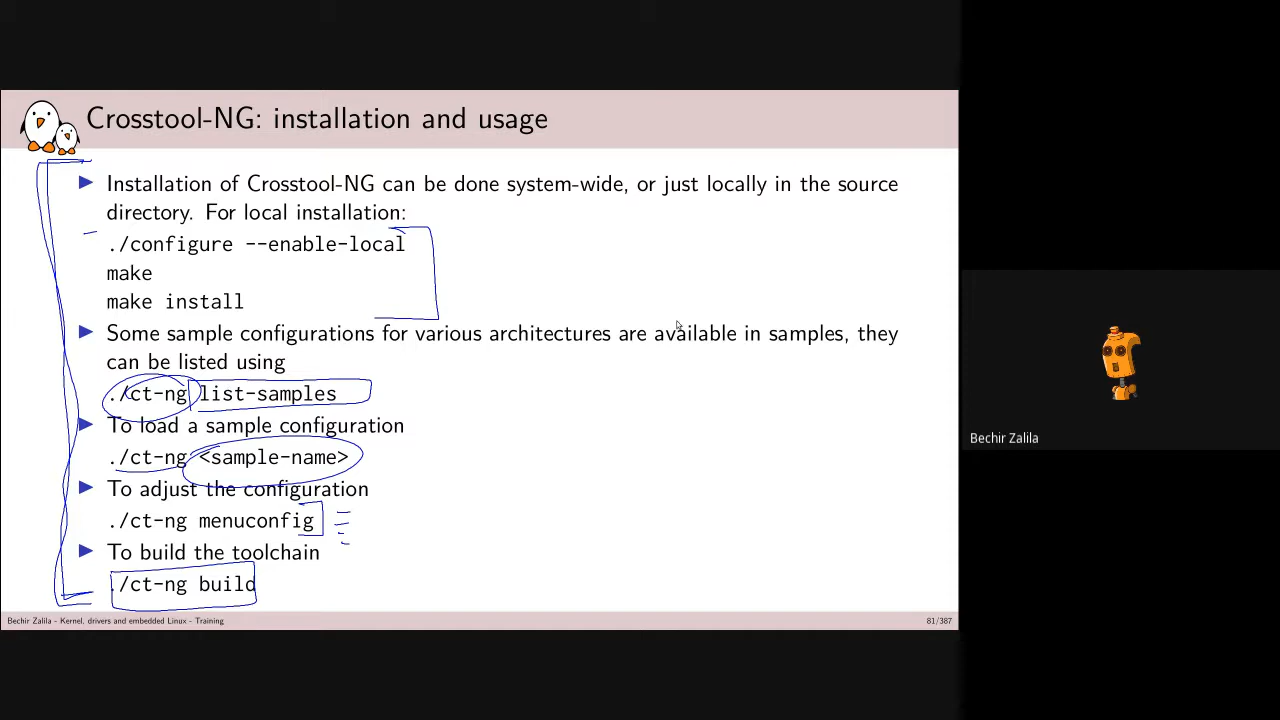 Crosstool-NG: installation and usage
Installation of Crosstool-NG can be done system-wide, or just locally in the source
directory. For local installation:
./configure --enable-local
make
make install
Some sample configurations for various architectures are available in samples, they
can be listed using
./ct-ng list-samples
To load a sample configuration
./ct-ng <sample-name>
To adjust the configuration
./ct-ng menuconfig
To build the toolchain
./ct-ng build
Bechir Zalila - Kernel, drivers and embedded Linux - Training
81/387
Bechir Zalila